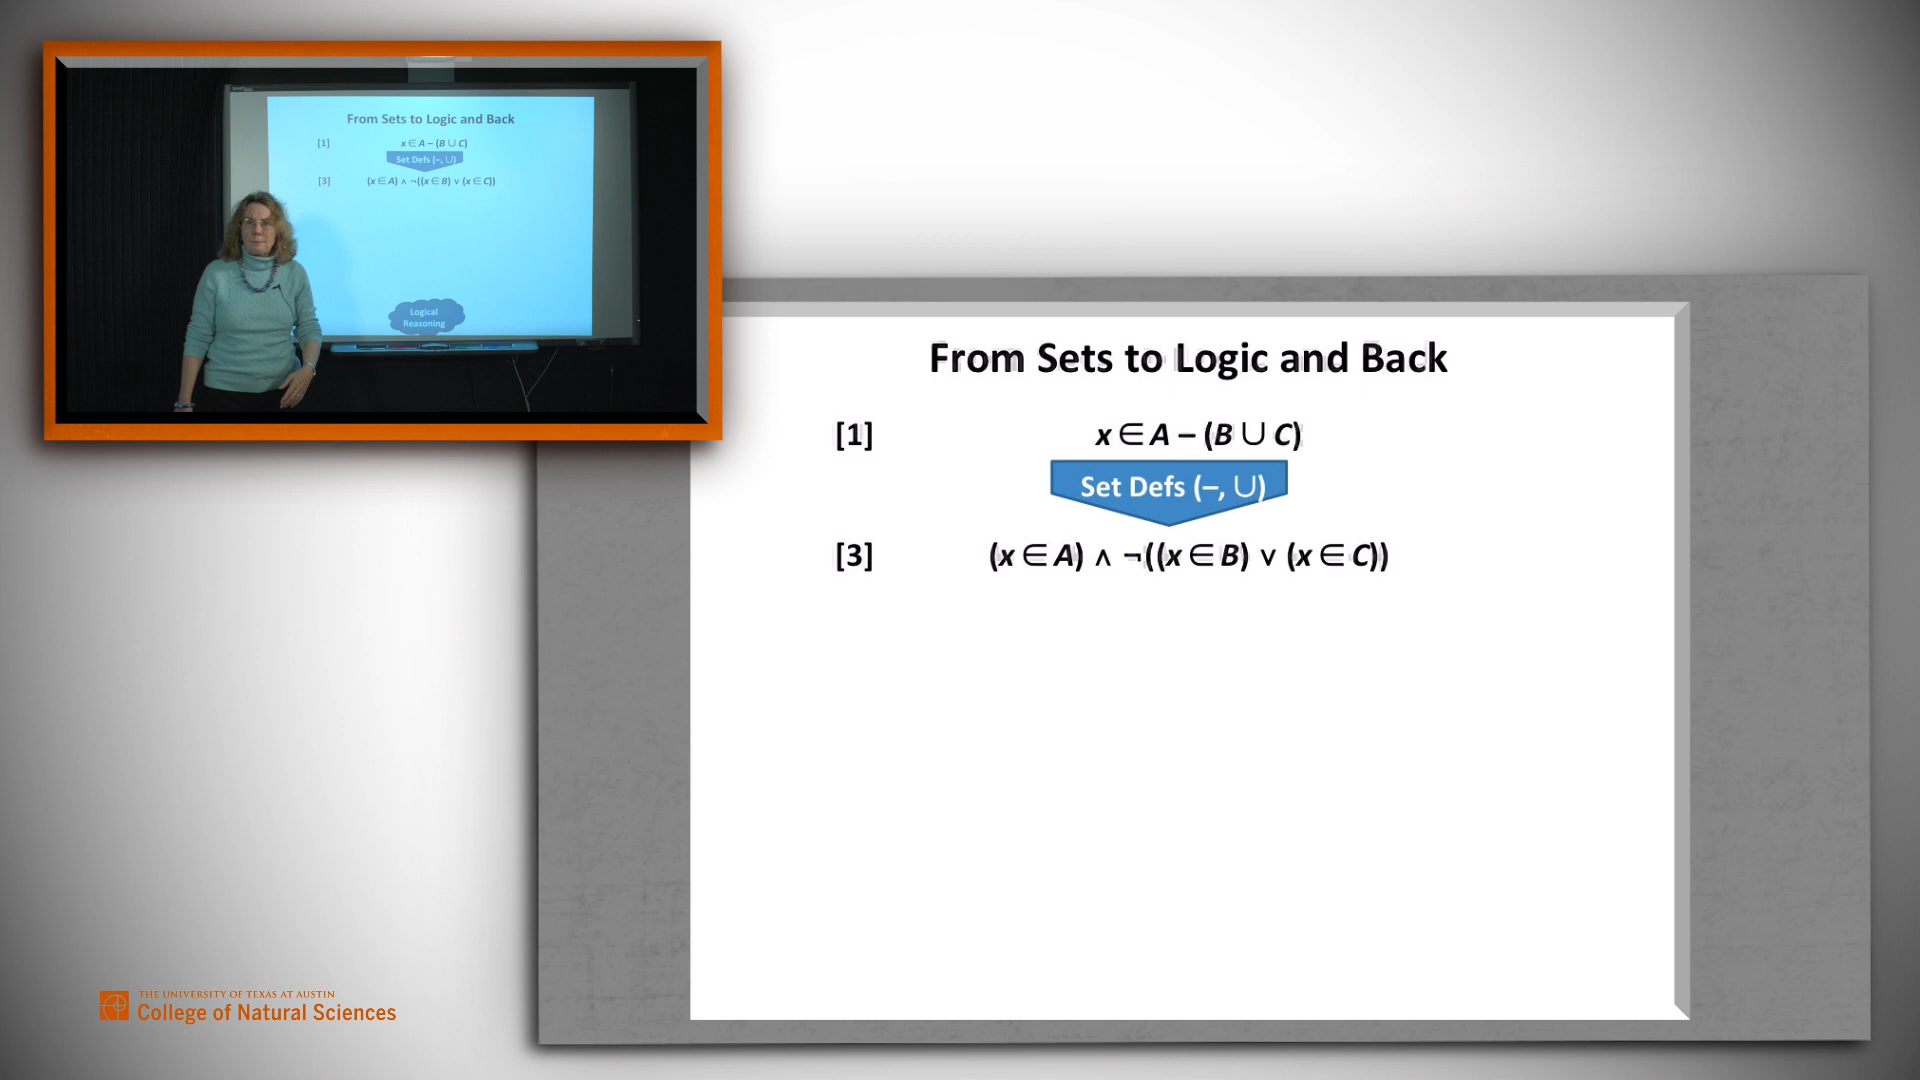 From Sets to Logic and Back
[1] x ∈ A – (B ∪ C)
Set Defs (–, ∪)
[3] (x ∈ A) ∧ ¬((x ∈ B) ∨ (x ∈ C))
Logical
Reasoning
From Sets to Logic and Back
[1] x ∈ A – (B ∪ C)
Set Defs (–, ∪)
[3] (x ∈ A) ∧ ¬((x ∈ B) ∨ (x ∈ C))
THE UNIVERSITY OF TEXAS AT AUSTIN
College of Natural Sciences